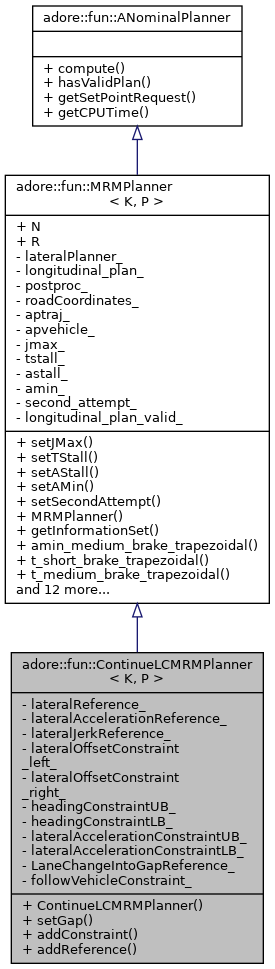 adore::fun::ANominalPlanner
+ compute()
+ hasValidPlan()
+ getSetPointRequest()
+ getCPUTime()
adore::fun::MRMPlanner
< K, P >
+ N
+ R
- lateralPlanner_
- longitudinal_plan_
- postproc_
- roadCoordinates_
- aptraj_
- apvehicle_
- jmax_
- tstall_
- astall_
- amin_
- second_attempt_
- longitudinal_plan_valid_
+ setJMax()
+ setTStall()
+ setAStall()
+ setAMin()
+ setSecondAttempt()
+ MRMPlanner()
+ getInformationSet()
+ amin_medium_brake_trapezoidal()
+ t_short_brake_trapezoidal()
+ t_medium_brake_trapezoidal()
and 12 more...
adore::fun::ContinueLCMRMPlanner
< K, P >
- lateralReference_
- lateralAccelerationReference_
- lateralJerkReference_
- lateralOffsetConstraint
_left_
- lateralOffsetConstraint
_right_
- headingConstraintUB_
- headingConstraintLB_
- lateralAccelerationConstraintUB_
- lateralAccelerationConstraintLB_
- LaneChangeIntoGapReference_
- followVehicleConstraint_
+ ContinueLCMRMPlanner()
+ setGap()
+ addConstraint()
+ addReference()